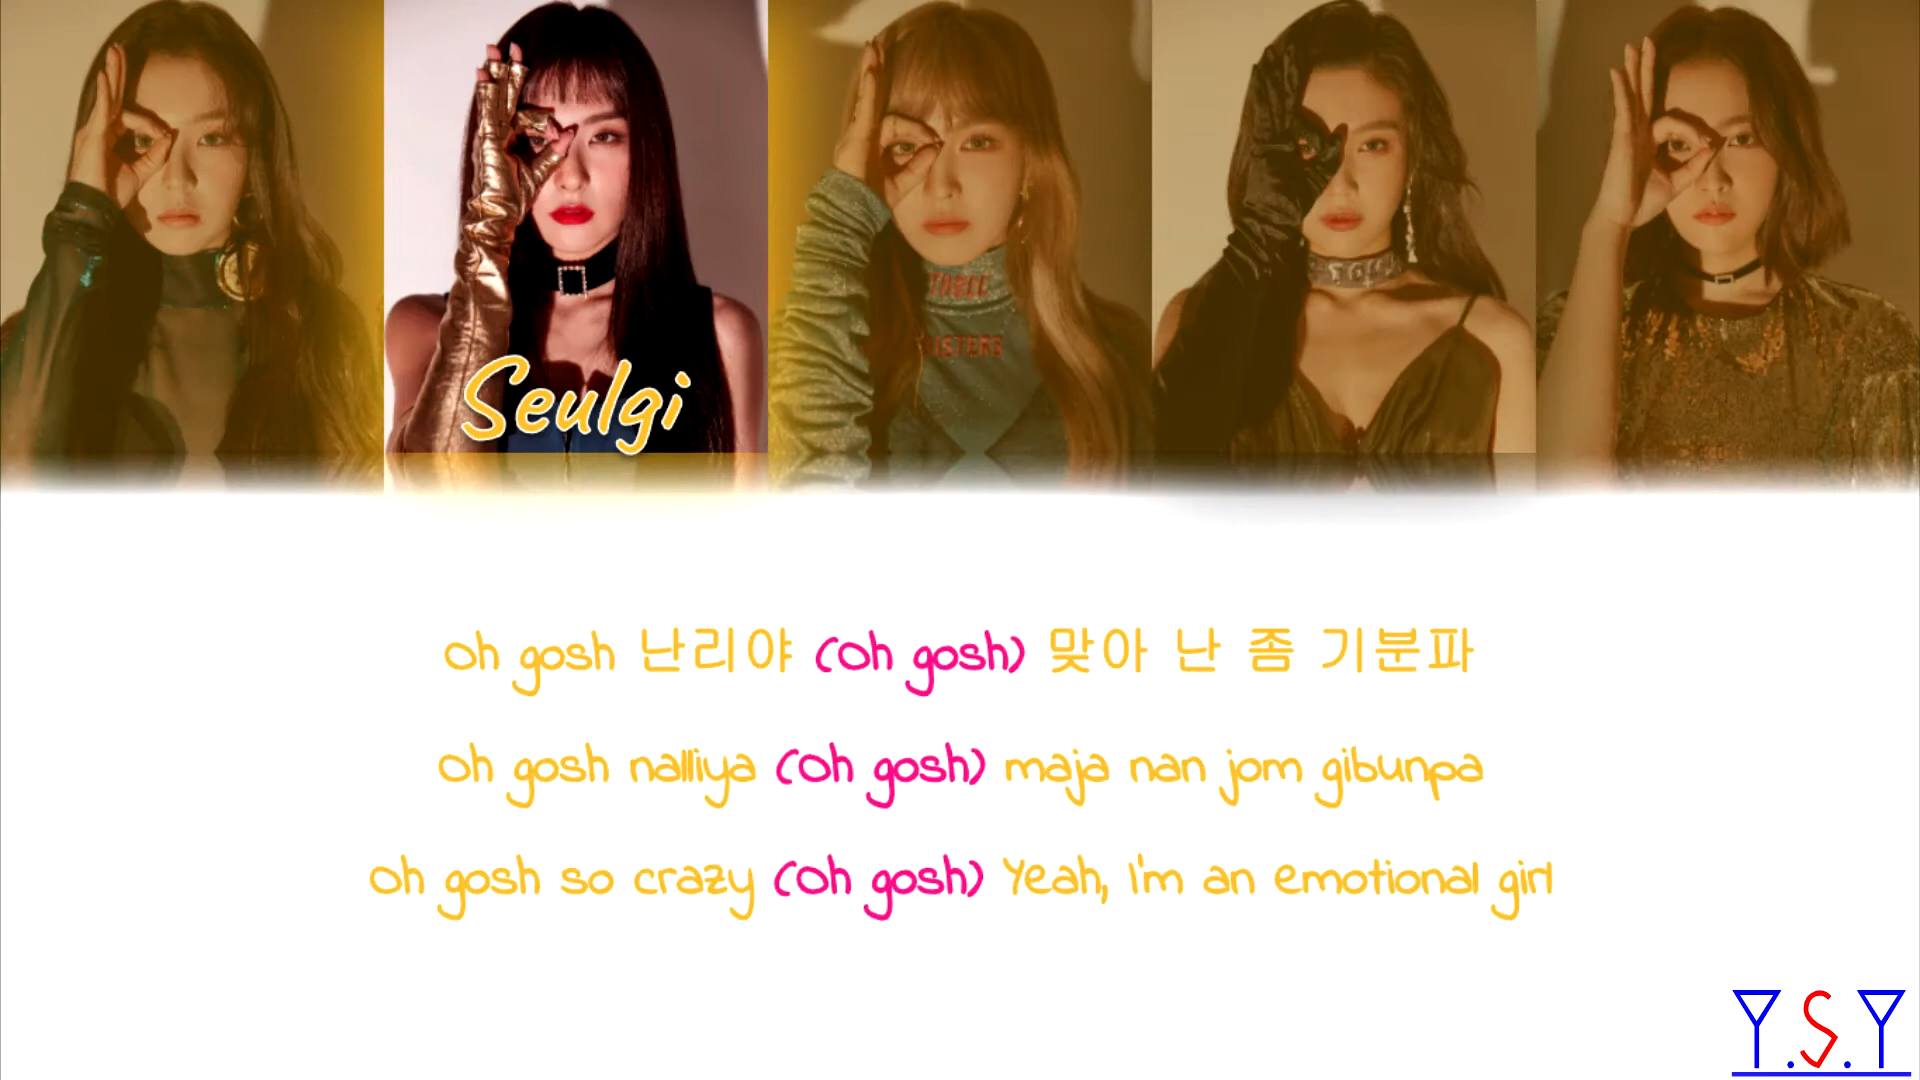 Seulgi
Oh gosh 난리야 (Oh gosh) 맞아 난 좀 기분파
Oh gosh nalliya (Oh gosh) maja nan jom gibunpa
Oh gosh so crazy (Oh gosh) Yeah, I'm an emotional girl
Y.S.Y